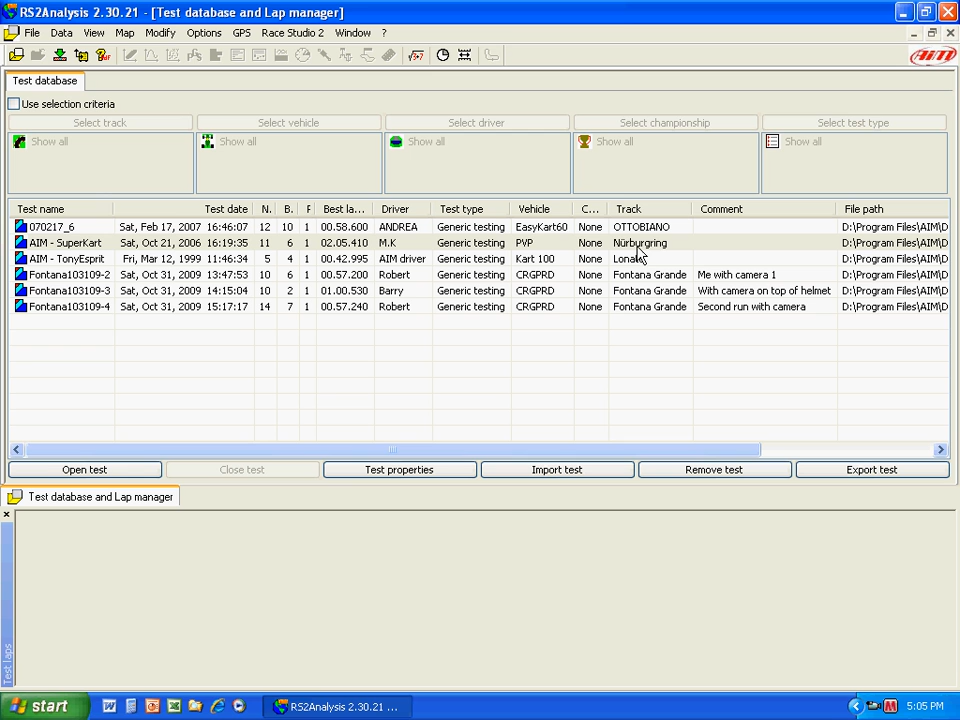 RS2Analysis 2.30.21 - [Test database and Lap manager]
File Data View Map Modify Options GPS Race Studio 2 Window ?
AiM
Test database
Use selection criteria
Select track Select vehicle Select driver Select championship Select test type
Show all Show all Show all Show all Show all
Test name Test date N. B. Best la... Driver Test type Vehicle C... Track Comment File path
070217_6 Sat, Feb 17, 2007 16:46:07 12 10 1 00.58.600 ANDREA Generic testing EasyKart60 None OTTOBIANO D:\Program Files\AIM\D
AIM - SuperKart Sat, Oct 21, 2006 16:19:35 11 6 1 02.05.410 M.K Generic testing PVP None Nürburgring D:\Program Files\AIM\D
AIM - TonyEsprit Fri, Mar 12, 1999 11:46:34 5 4 1 00.42.995 AIM driver Generic testing Kart 100 None D:\Program Files\AIM\D
Fontana103109-2 Sat, Oct 31, 2009 13:47:53 10 6 1 00.57.200 Robert Generic testing CRGPRD None Fontana Grande Me with camera 1 D:\Program Files\AIM\D
Fontana103109-3 Sat, Oct 31, 2009 14:15:04 10 2 1 01.00.530 Barry Generic testing CRGPRD None Fontana Grande With camera on top of helmet D:\Program Files\AIM\D
Fontana103109-4 Sat, Oct 31, 2009 15:17:17 14 7 1 00.57.240 Robert Generic testing CRGPRD None Fontana Grande Second run with camera D:\Program Files\AIM\D
Open test Close test Test properties Import test Remove test Export test
Test database and Lap manager
Test laps
start RS2Analysis 2.30.21 ... 5:05 PM